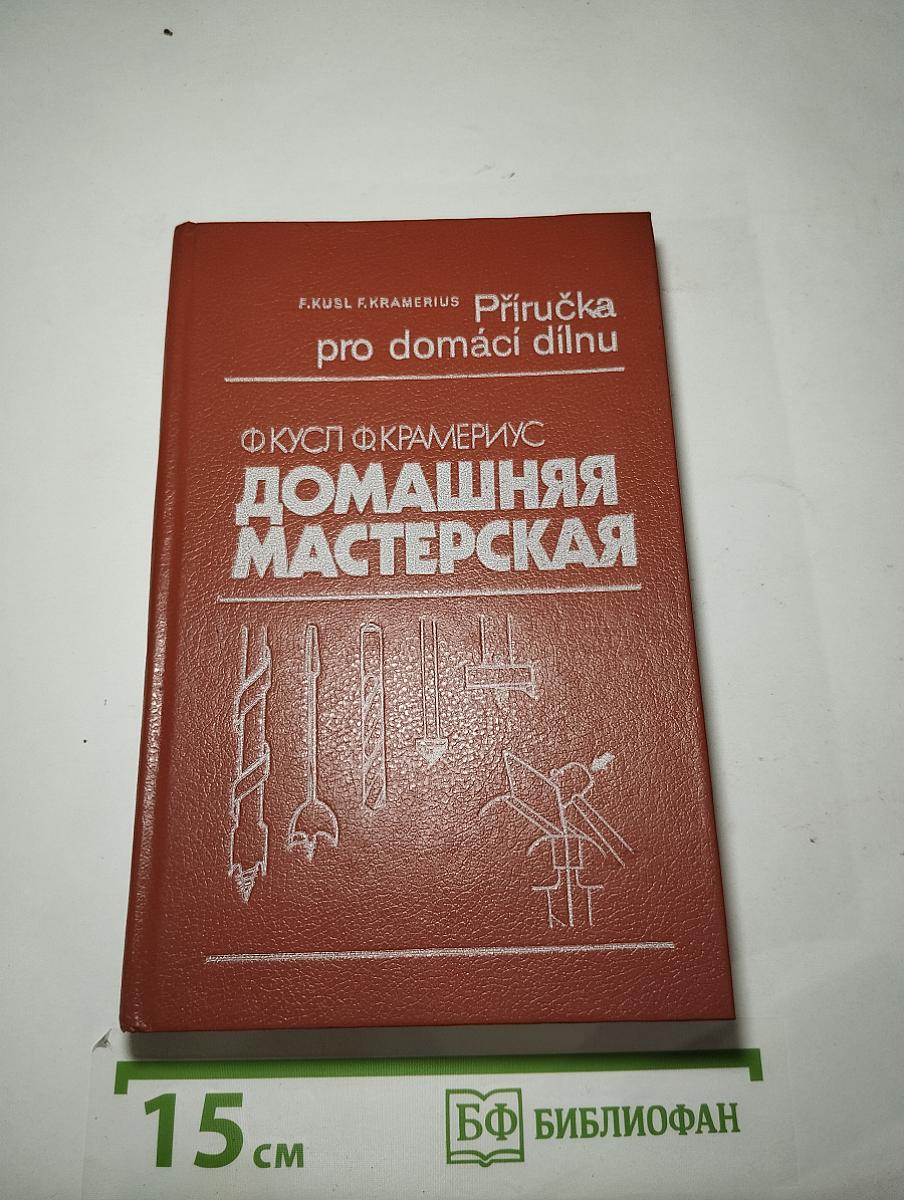 F.KUSL F.KRAMERIUS Příručka
pro domácí dílnu
Ф.КУСЛ Ф.КРАМЕРИУС
ДОМАШНЯЯ
МАСТЕРСКАЯ
15 см
БФ БИБЛИОФАН